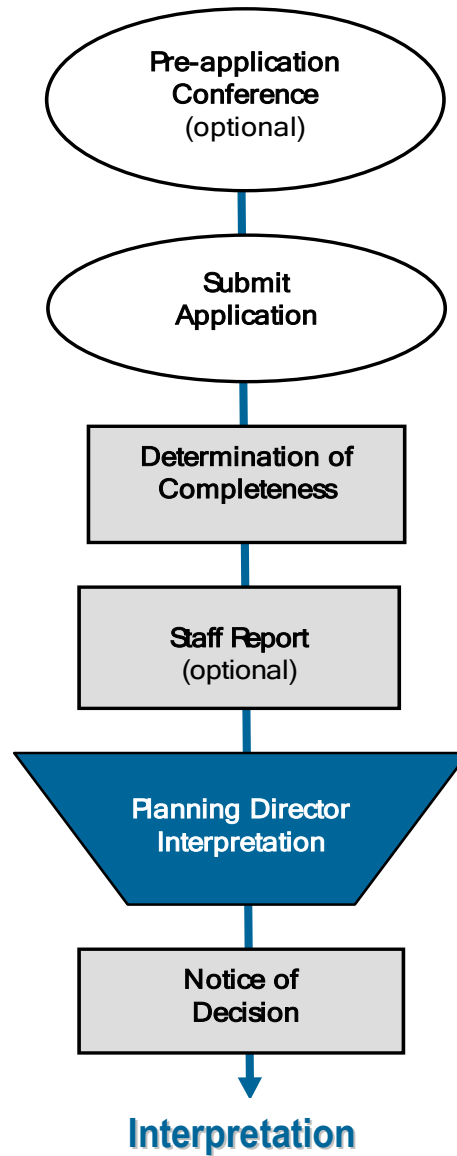 Pre-application
Conference
(optional)
Submit
Application
Determination of
Completeness
Staff Report
(optional)
Planning Director
Interpretation
Notice of
Decision
Interpretation